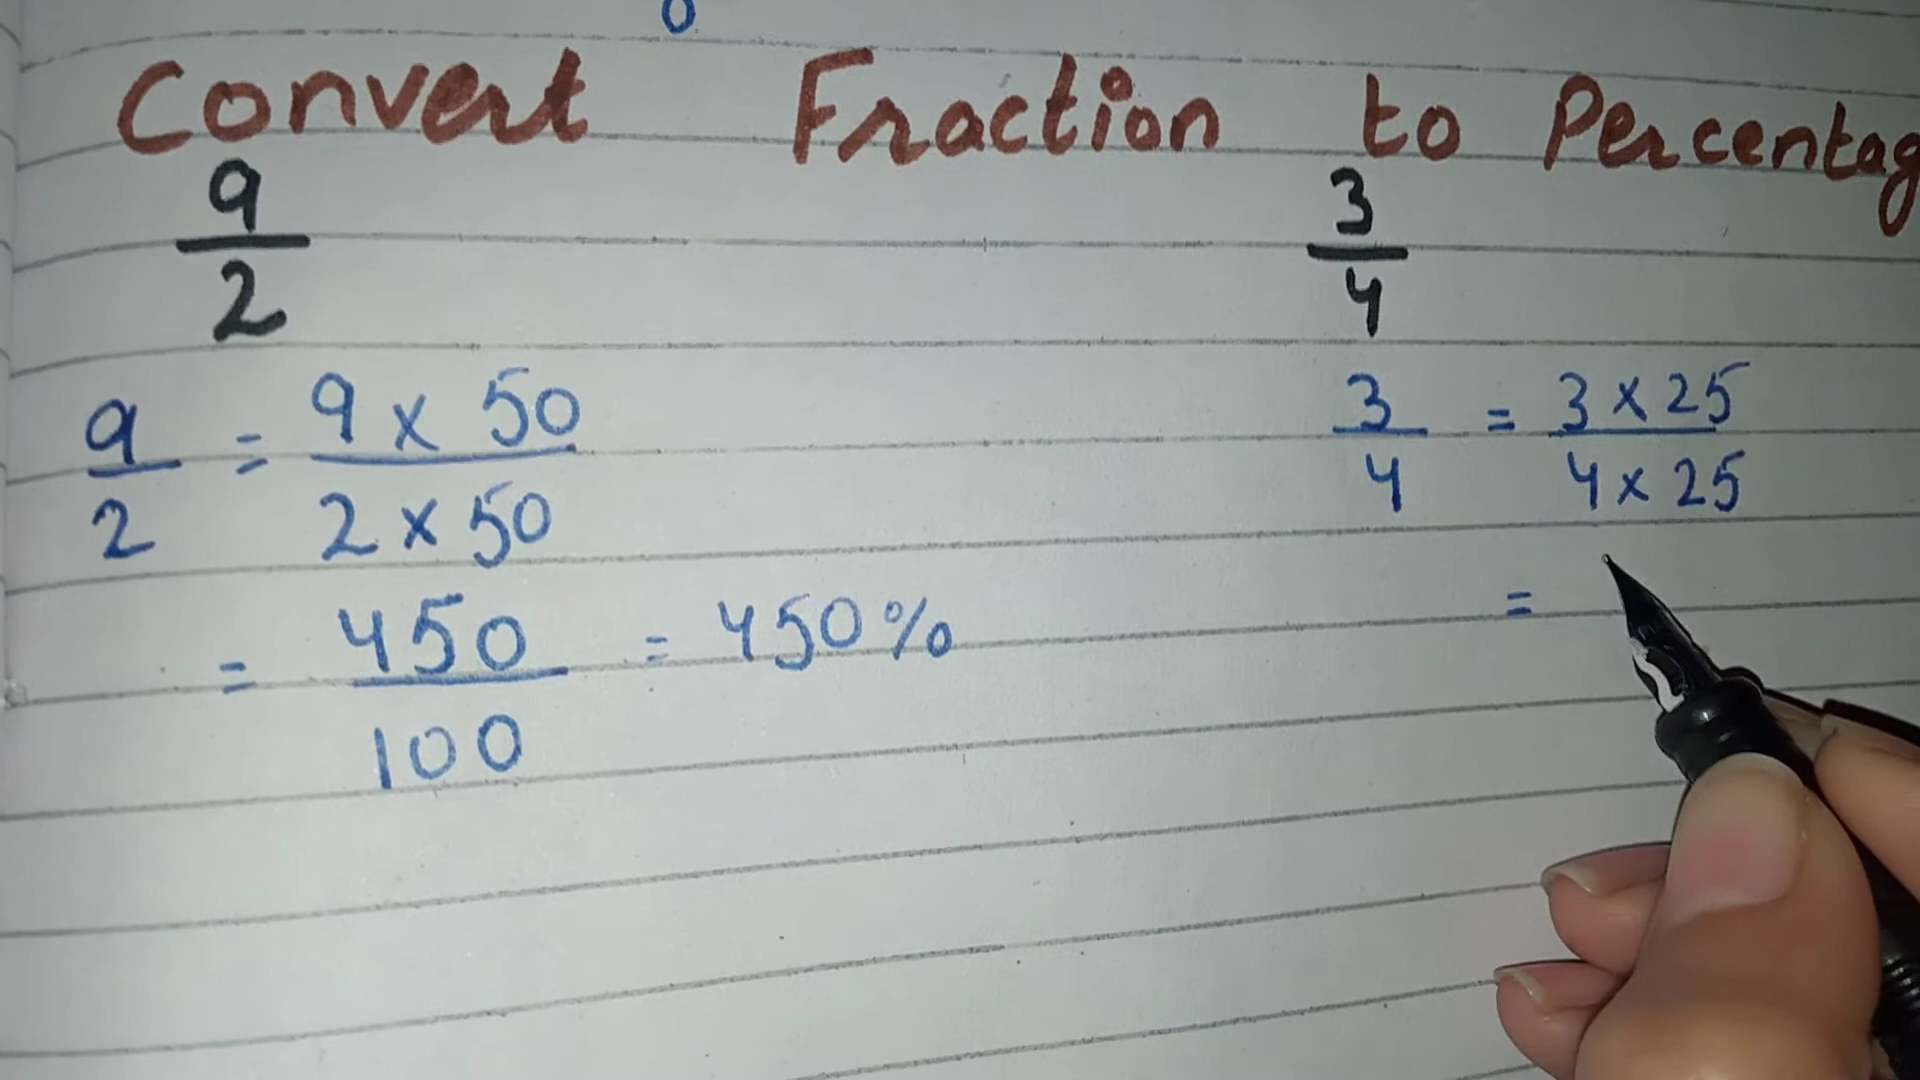 Convert Fraction to Percentag
9/2
9/2 = 9 x 50 / 2 x 50
= 450/100 = 450%
3/4
3/4 = 3 x 25 / 4 x 25
=